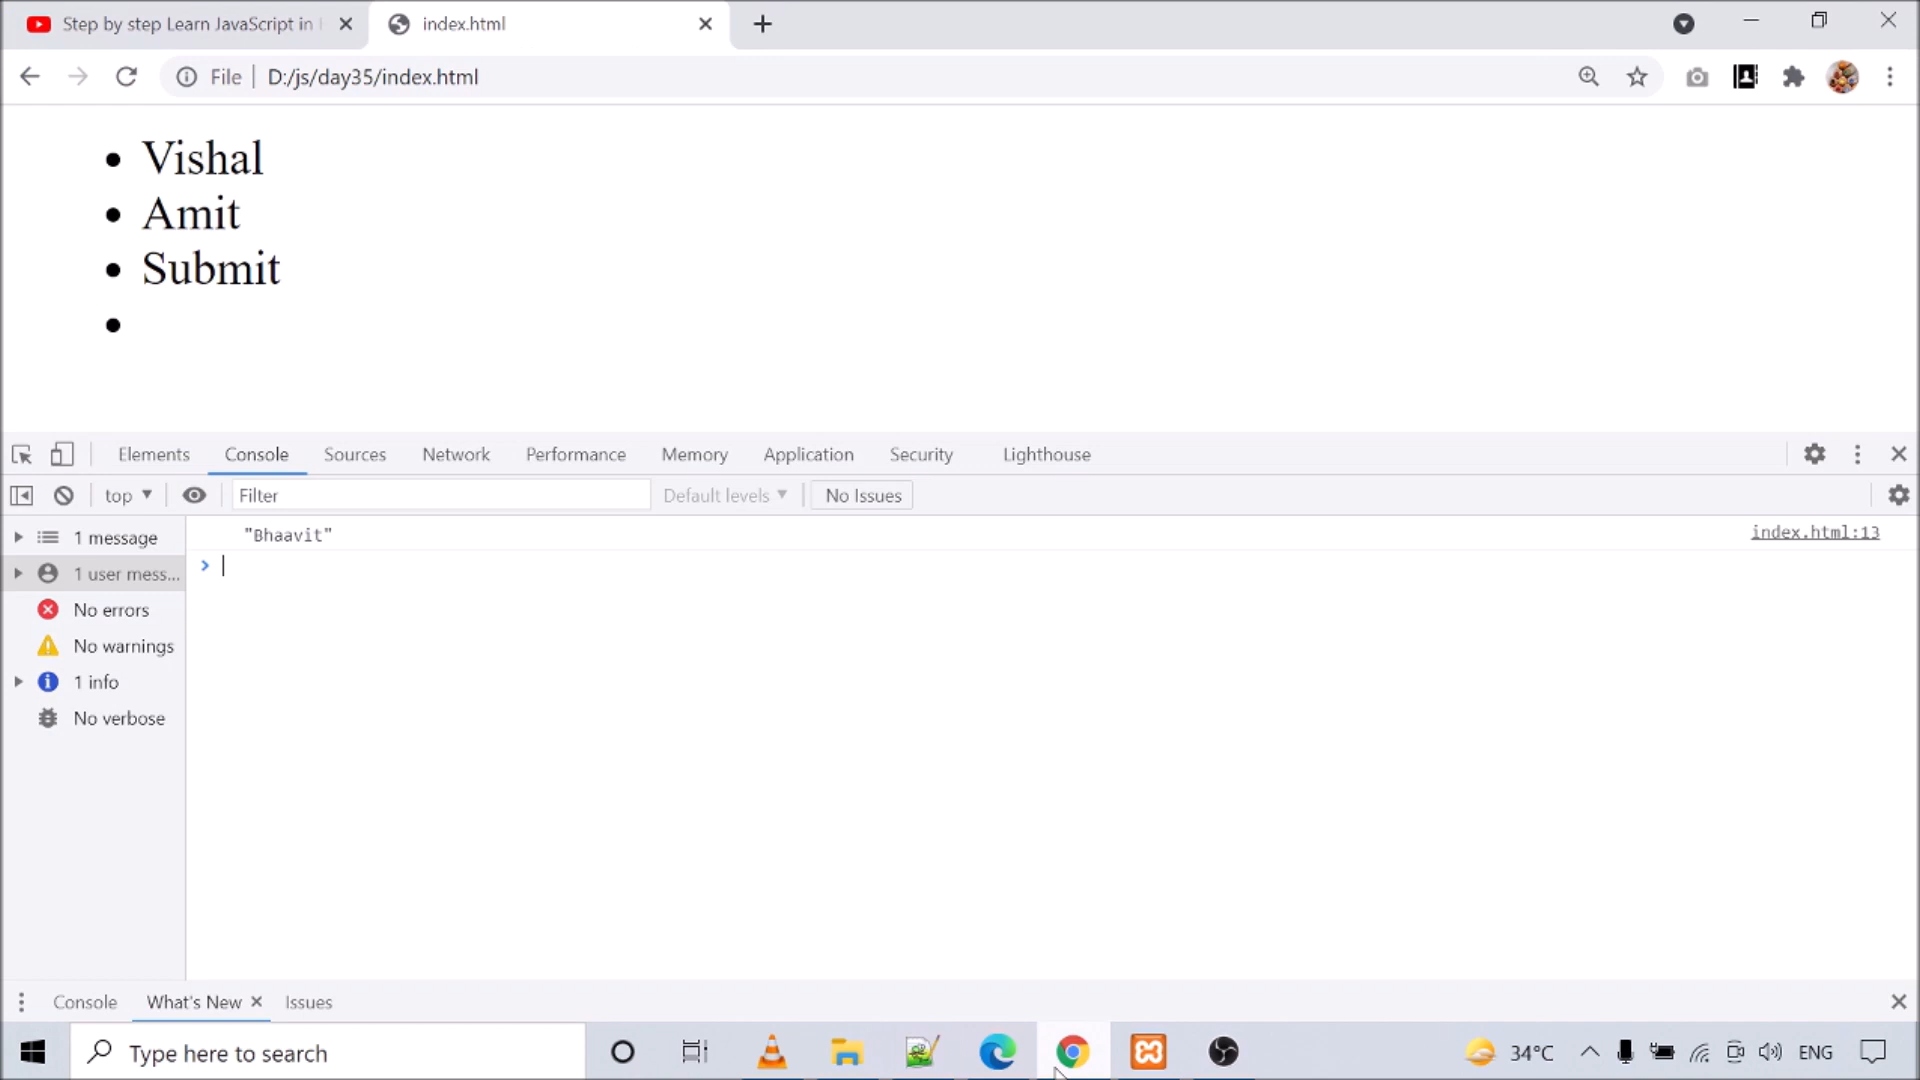 Step by step Learn JavaScript in
index.html
File
D:/js/day35/index.html
Vishal
Amit
Submit
Elements
Console
Sources
Network
Performance
Memory
Application
Security
Lighthouse
top
Filter
Default levels
No Issues
1 message
1 user mess...
No errors
No warnings
1 info
No verbose
"Bhaavit"
index.html:13
Console
What's New
Issues
Type here to search
34°C
ENG